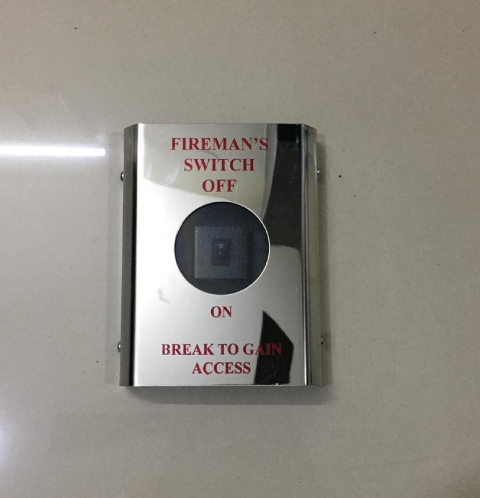 FIREMAN'S
SWITCH
OFF
ON
BREAK TO GAIN
ACCESS